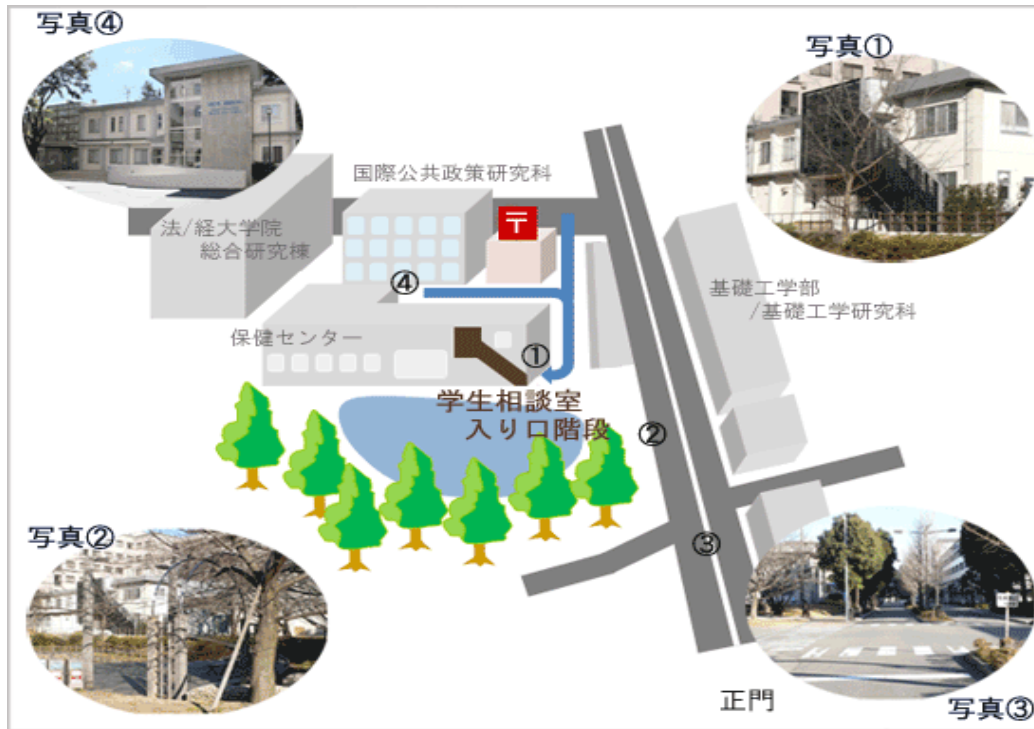 写真④
写真①
国際公共政策研究科
〒
法/経大学院
総合研究棟
④
基礎工学部
/基礎工学研究科
保健センター
①
学生相談室
入り口階段
②
写真②
③
正門
写真③